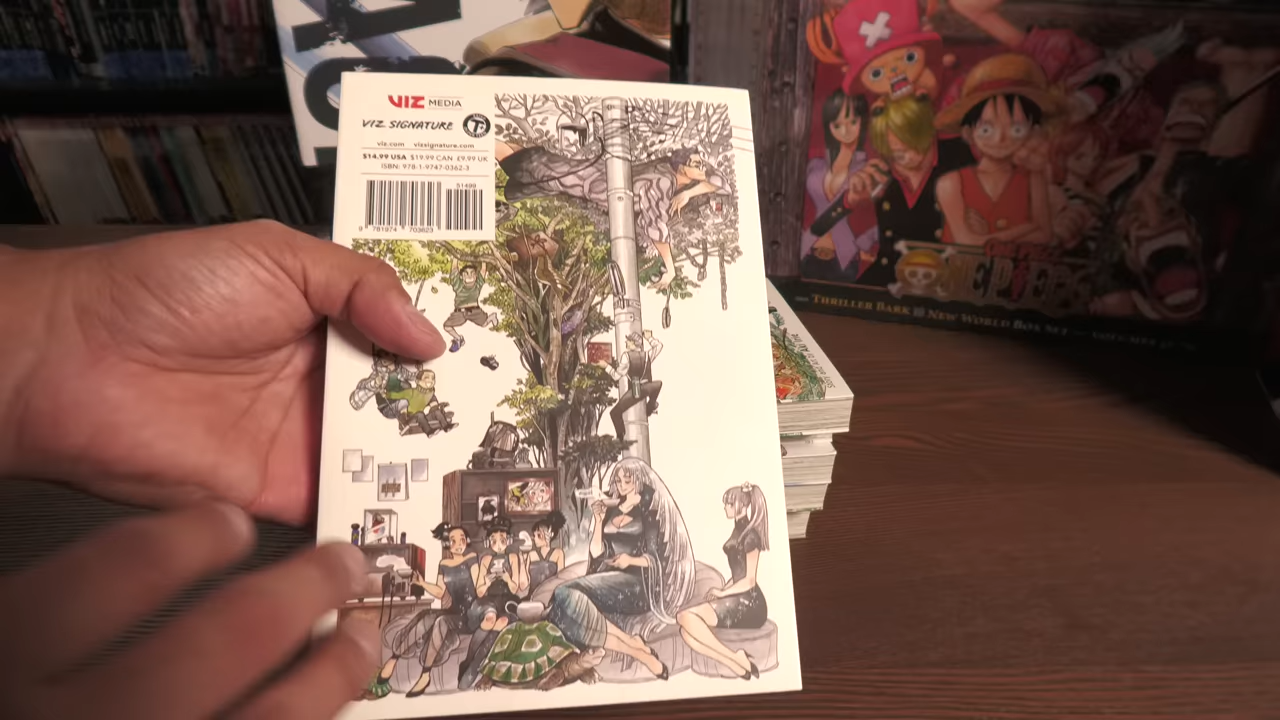 VIZ MEDIA
VIZ SIGNATURE
viz.com vizsignature.com
$14.99 USA $19.99 CAN £9.99 UK
ISBN: 978-1-9747-0362-3
51499
9 781974 703623
ONE PIECE
THRILLER BARK TO NEW WORLD BOX SET